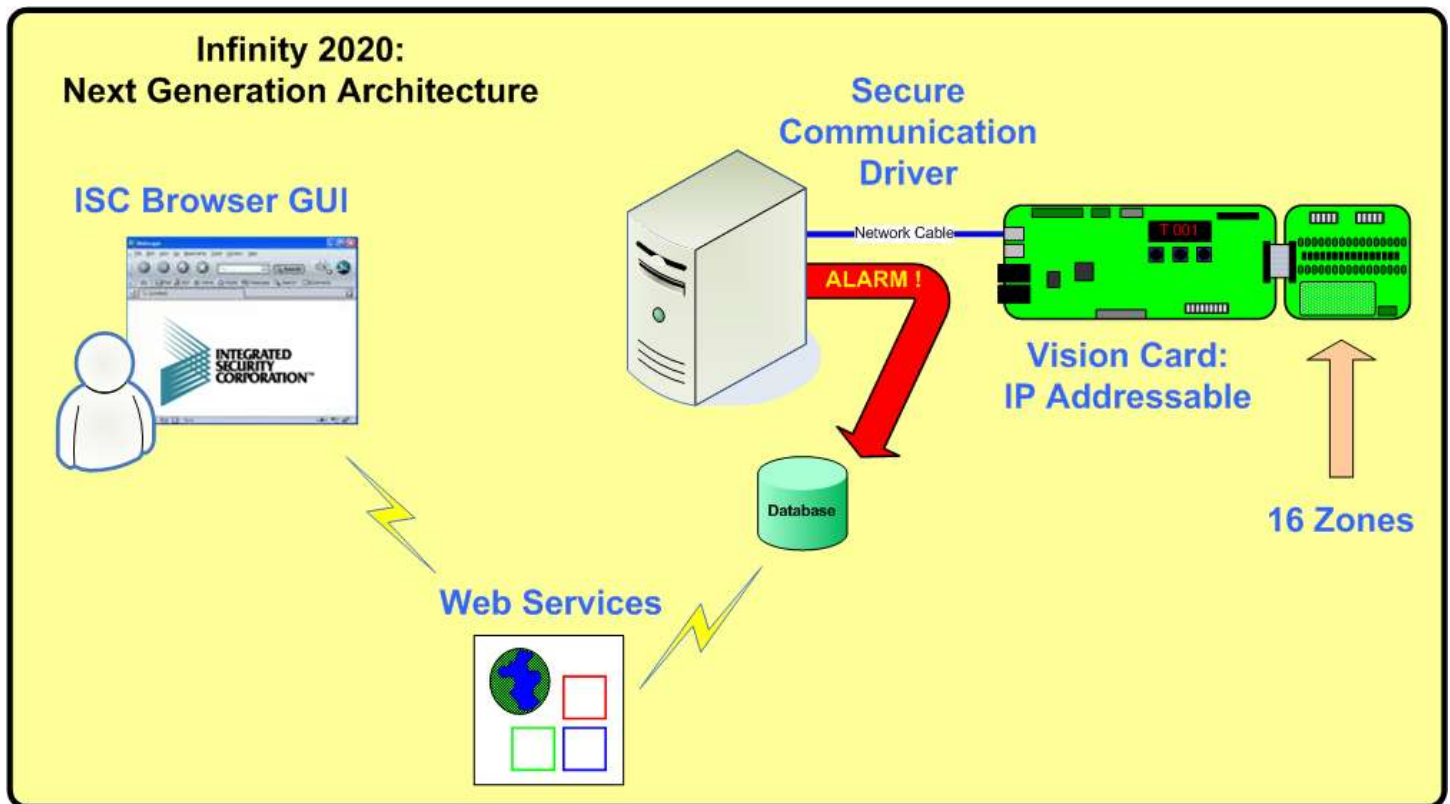 Infinity 2020:
Next Generation Architecture
Secure
Communication
Driver
ISC Browser GUI
Network Cable
T 001
ALARM !
INTEGRATED
SECURITY
CORPORATION™
Vision Card:
IP Addressable
Database
16 Zones
Web Services